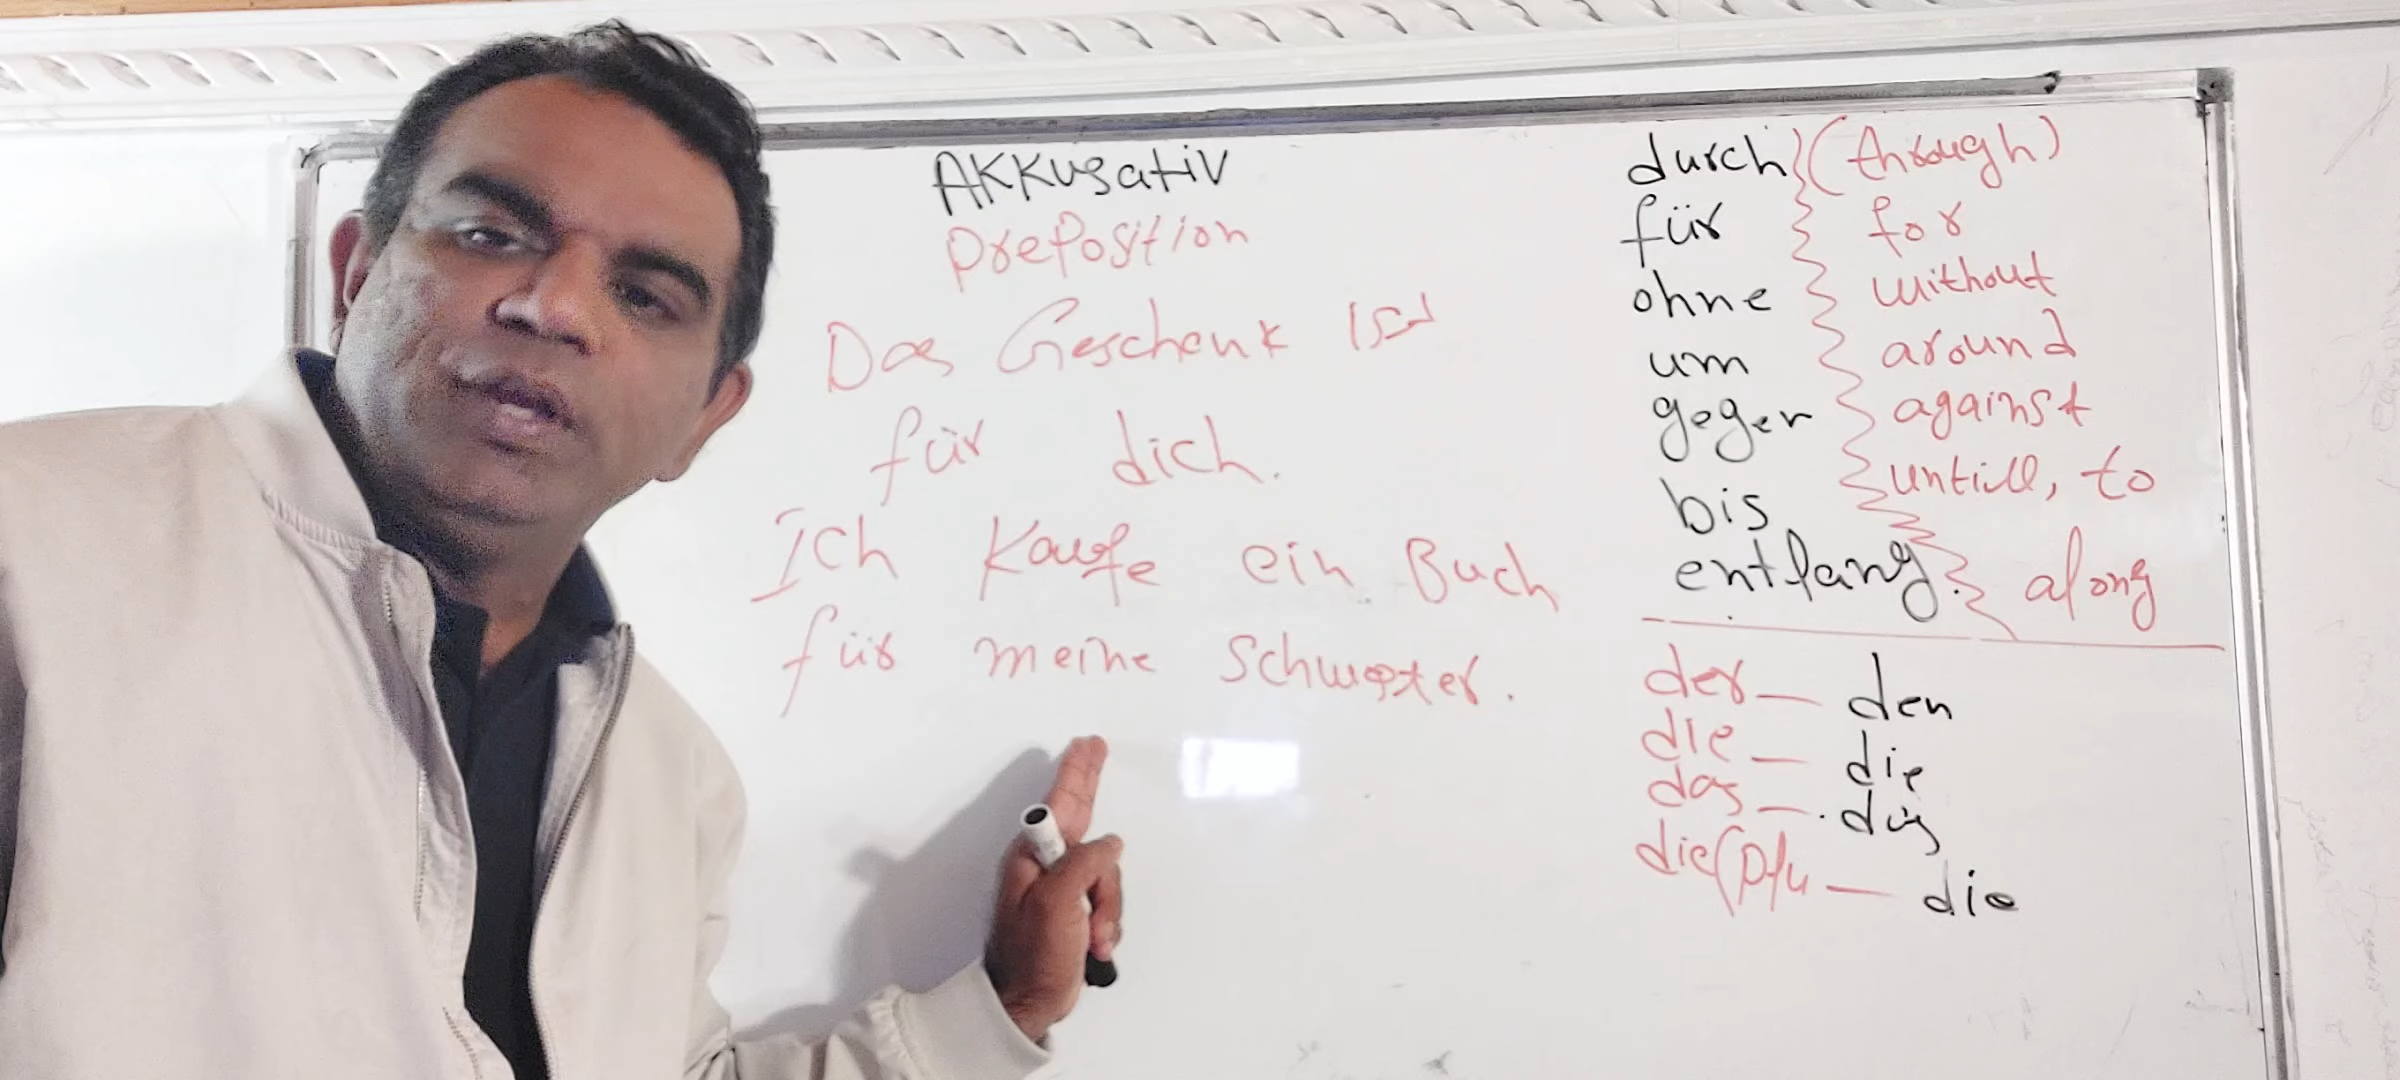 AKKusativ
Preposition
Das Geschenk ist
für dich.
Ich Kaufe ein Buch
für meine Schwester.
durch (through)
für for
ohne without
um around
gegen against
bis untill, to
entlang. along
der — den
die — die
das — das
die (plu — die